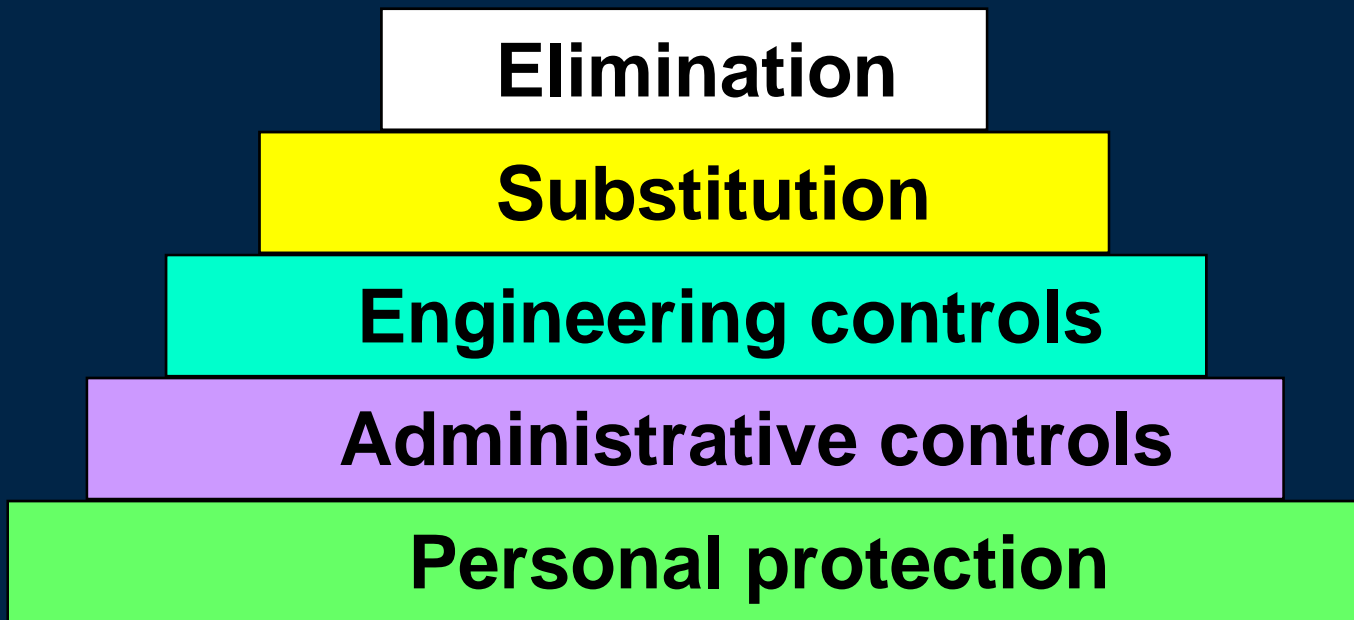 Elimination
Substitution
Engineering controls
Administrative controls
Personal protection